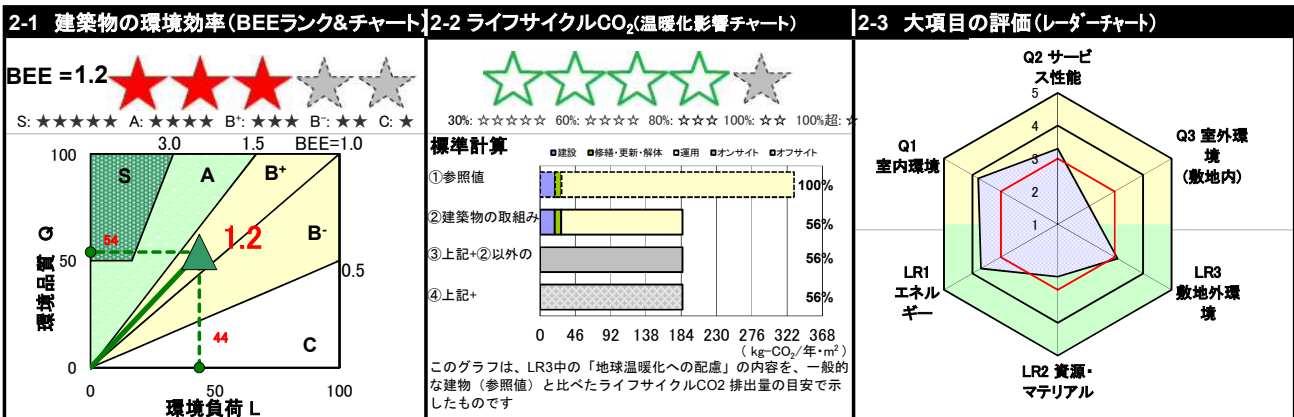 2-1 建築物の環境効率(BEEランク&チャート)
BEE =1.2
S: ★★★★★ A: ★★★★ B⁺: ★★★ B⁻: ★★ C: ★
3.0
1.5
BEE=1.0
100
S
A
B⁺
54
1.2
B⁻
50
0.5
環境品質 Q
44
C
0
0
50
100
環境負荷 L
2-2 ライフサイクルCO₂(温暖化影響チャート)
30%: ☆☆☆☆☆ 60%: ☆☆☆☆ 80%: ☆☆☆ 100%: ☆☆ 100%超: ☆
標準計算
建設 修繕・更新・解体 運用 オンサイト オフサイト
①参照値
100%
②建築物の取組み
56%
③上記+②以外の
56%
④上記+
56%
0 46 92 138 184 230 276 322 368
( kg-CO₂/年・m²)
このグラフは、LR3中の「地球温暖化への配慮」の内容を、一般的
な建物(参照値)と比べたライフサイクルCO2 排出量の目安で示
したものです
2-3 大項目の評価(レーダーチャート)
Q2 サービ
ス性能
5
4
3
2
1
Q1
室内環境
Q3 室外環
境
(敷地内)
LR1
エネル
ギー
LR3
敷地外環
境
LR2 資源・
マテリアル